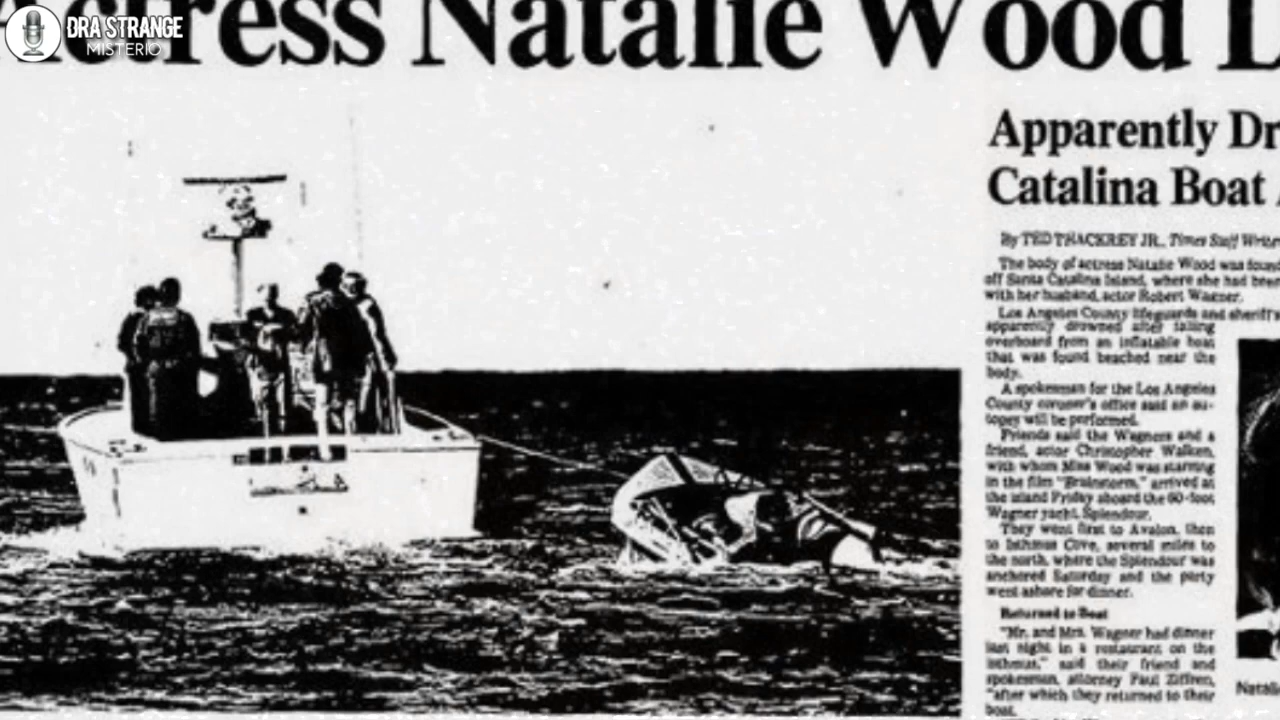 DRA STRANGE
MISTERIO
Actress Natalie Wood
Apparently Dr
Catalina Boat
By TED THACKREY JR., Times Staff Writer
The body of actress Natalie Wood was found
off Santa Catalina Island, where she had been
with her husband, actor Robert Wagner.
Los Angeles County lifeguards and sheriff's
apparently drowned after falling
overboard from an inflatable boat
that was found beached near the
body.
A spokesman for the Los Angeles
County coroner's office said an au-
topsy will be performed.
Friends said the Wagners and a
friend, actor Christopher Walken,
with whom Miss Wood was starring
in the film "Brainstorm," arrived at
the island Friday aboard the 60-foot
Wagner yacht, Splendour.
They went first to Avalon, then
to Isthmus Cove, several miles to
the north, where the Splendour was
anchored Saturday and the party
went ashore for dinner.
Returned to Boat
"Mr. and Mrs. Wagner had dinner
last night in a restaurant on the
isthmus," said their friend and
spokesman, attorney Paul Ziffren,
"after which they returned to their
boat.
Natalie